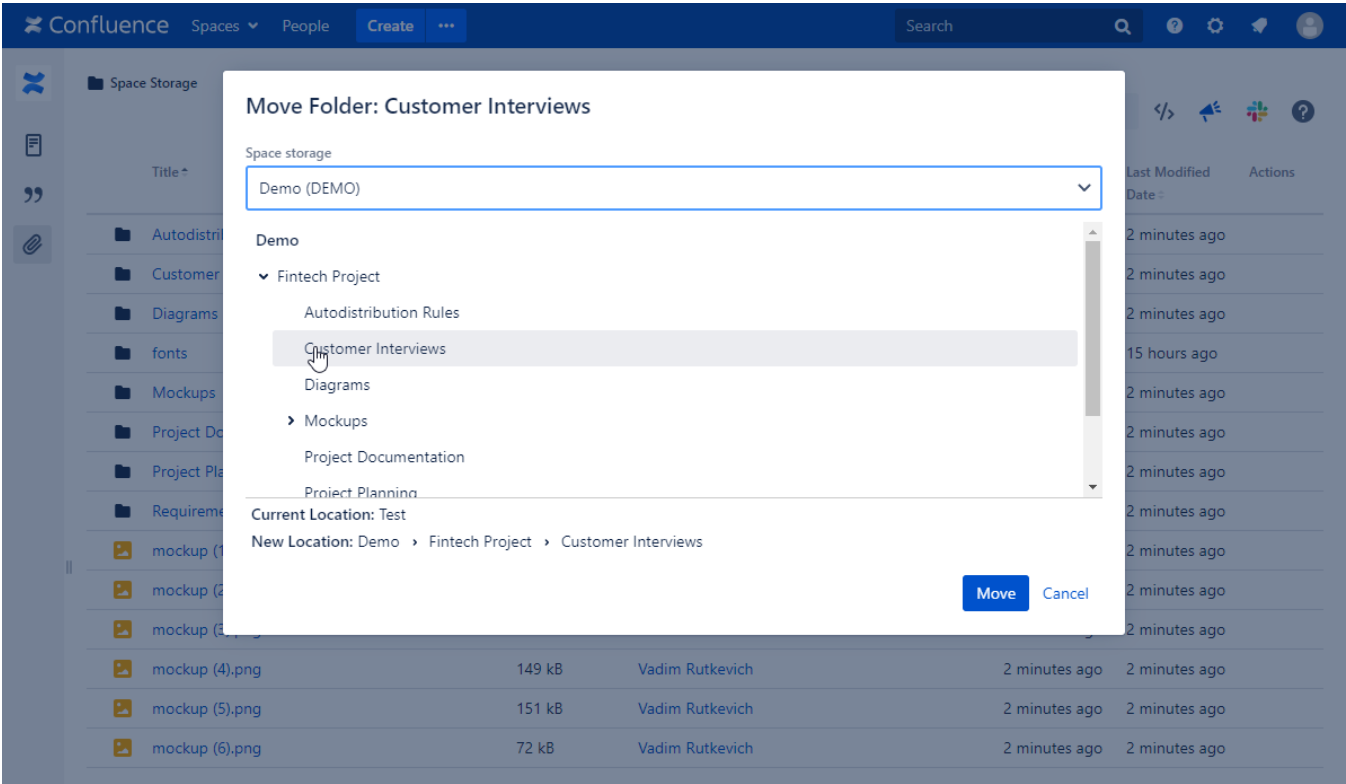 Confluence Spaces People Create ••• Search
Space Storage
Move Folder: Customer Interviews
Space storage
Demo (DEMO)
Title Last Modified Date Actions
Demo
Fintech Project
Autodistribution Rules
Customer Interviews
Diagrams
Mockups
Project Documentation
Project Planning
Current Location: Test
New Location: Demo › Fintech Project › Customer Interviews
Move Cancel
Autodistri 2 minutes ago
Customer 2 minutes ago
Diagrams 2 minutes ago
fonts 15 hours ago
Mockups 2 minutes ago
Project Do 2 minutes ago
Project Pla 2 minutes ago
Requireme 2 minutes ago
mockup (1 2 minutes ago
mockup (2 2 minutes ago
mockup (3).png 2 minutes ago
mockup (4).png 149 kB Vadim Rutkevich 2 minutes ago 2 minutes ago
mockup (5).png 151 kB Vadim Rutkevich 2 minutes ago 2 minutes ago
mockup (6).png 72 kB Vadim Rutkevich 2 minutes ago 2 minutes ago